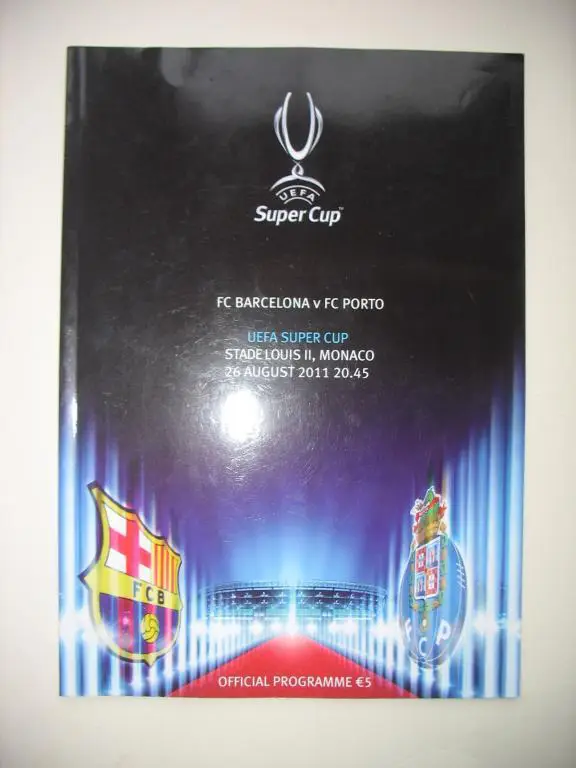 UEFA
Super Cup™
FC BARCELONA v FC PORTO
UEFA SUPER CUP
STADE LOUIS II, MONACO
26 AUGUST 2011 20.45
FCB
FCP
OFFICIAL PROGRAMME €5